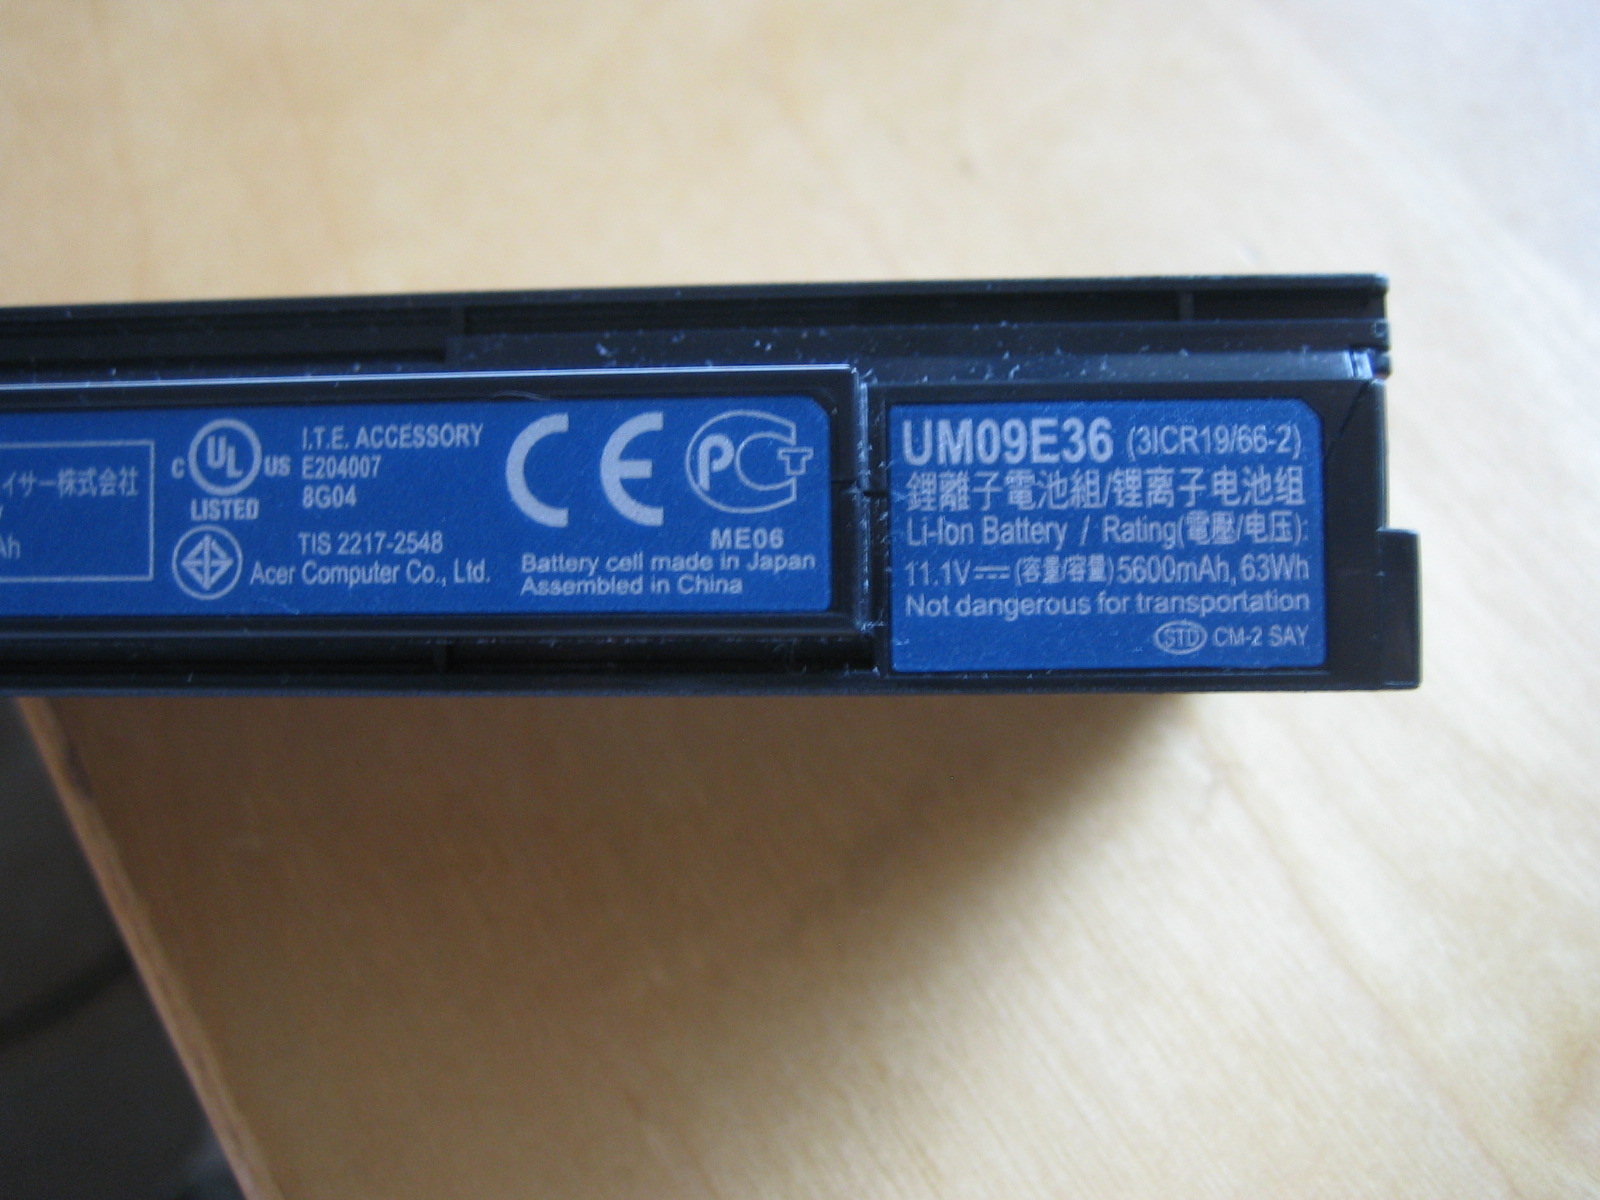 イサー株式会社
Ah
C UL US
LISTED
I.T.E. ACCESSORY
E204007
8G04
TIS 2217-2548
Acer Computer Co., Ltd.
CE
PCT
ME06
Battery cell made in Japan
Assembled in China
UM09E36 (3ICR19/66-2)
鋰離子電池組/锂离子电池组
Li-Ion Battery / Rating(電壓/电压):
11.1V⎓(容量/容量)5600mAh, 63Wh
Not dangerous for transportation
STD CM-2 SAY